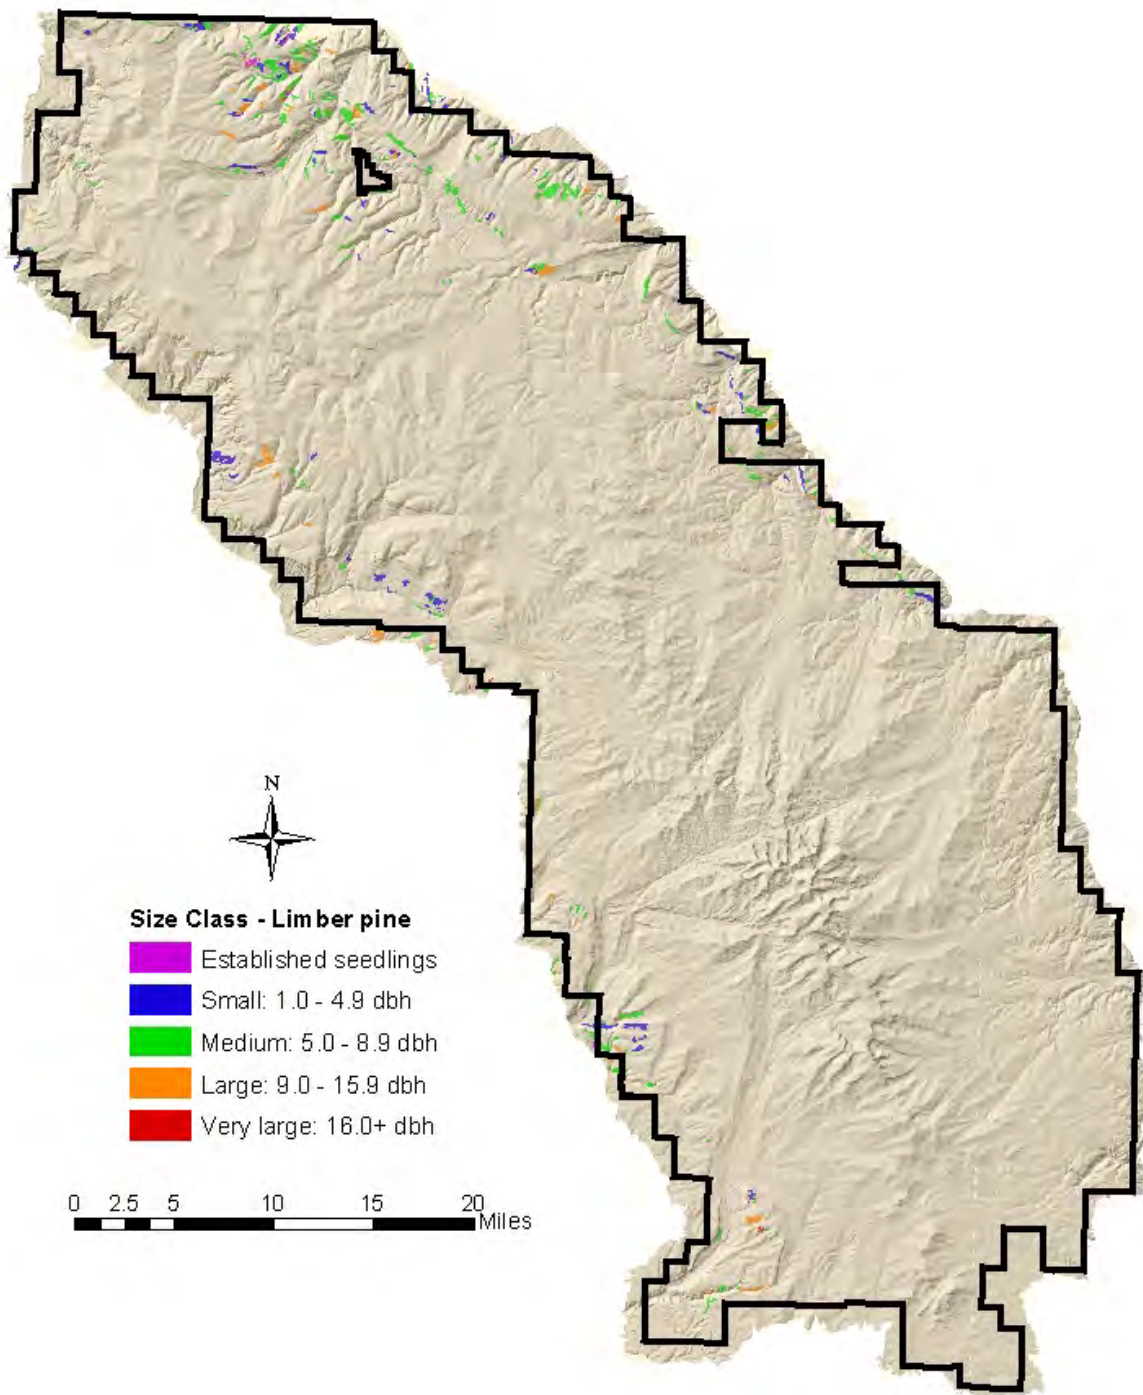 N
Size Class - Limber pine
Established seedlings
Small: 1.0 - 4.9 dbh
Medium: 5.0 - 8.9 dbh
Large: 9.0 - 15.9 dbh
Very large: 16.0+ dbh
0 2.5 5 10 15 20
Miles